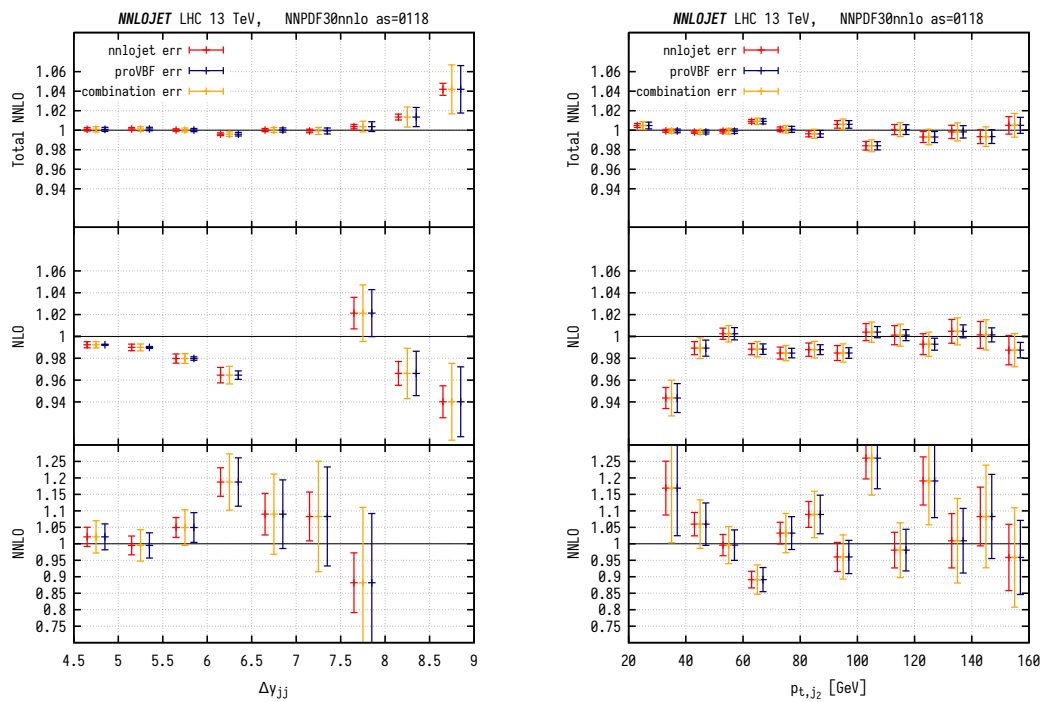 NNLOJET LHC 13 TeV, NNPDF30nnlo as=0118
nnlojet err
proVBF err
combination err
Total NNLO
1.06
1.04
1.02
1
0.98
0.96
0.94
NLO
1.06
1.04
1.02
1
0.98
0.96
0.94
NNLO
1.25
1.2
1.15
1.1
1.05
1
0.95
0.9
0.85
0.8
0.75
4.5 5 5.5 6 6.5 7 7.5 8 8.5 9
Δyjj
NNLOJET LHC 13 TeV, NNPDF30nnlo as=0118
nnlojet err
proVBF err
combination err
Total NNLO
1.06
1.04
1.02
1
0.98
0.96
0.94
NLO
1.06
1.04
1.02
1
0.98
0.96
0.94
NNLO
1.25
1.2
1.15
1.1
1.05
1
0.95
0.9
0.85
0.8
0.75
20 40 60 80 100 120 140 160
pt,j2 [GeV]